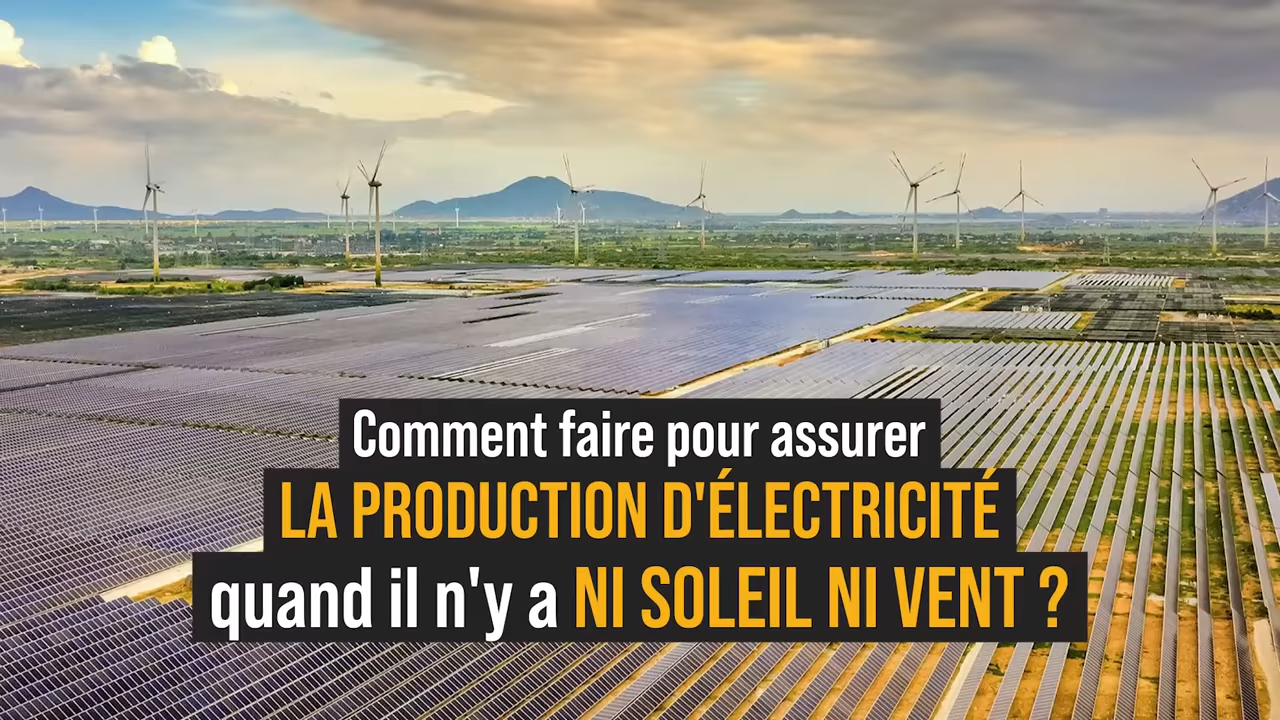 Comment faire pour assurer
LA PRODUCTION D'ÉLECTRICITÉ
quand il n'y a NI SOLEIL NI VENT ?